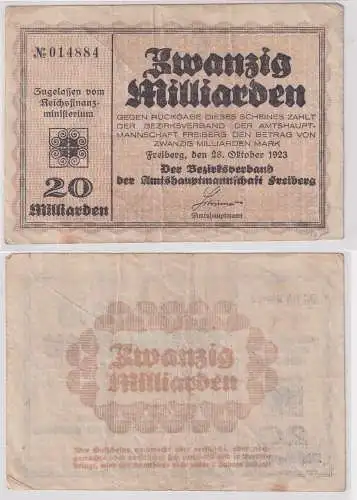 № 014884
Zugelassen vom
Reichsfinanz-
ministerium
20
Milliarden
Zwanzig
Milliarden
GEGEN RÜCKGABE DIESES SCHEINES ZAHLT
DER BEZIRKSVERBAND DER AMTSHAUPT-
MANNSCHAFT FREIBERG DEN BETRAG VON
ZWANZIG MILLIARDEN MARK
Freiberg, den 28. Oktober 1923
Der Bezirksverband
der Amtshauptmannschaft Freiberg
Amtshauptmann
Zwanzig
Milliarden